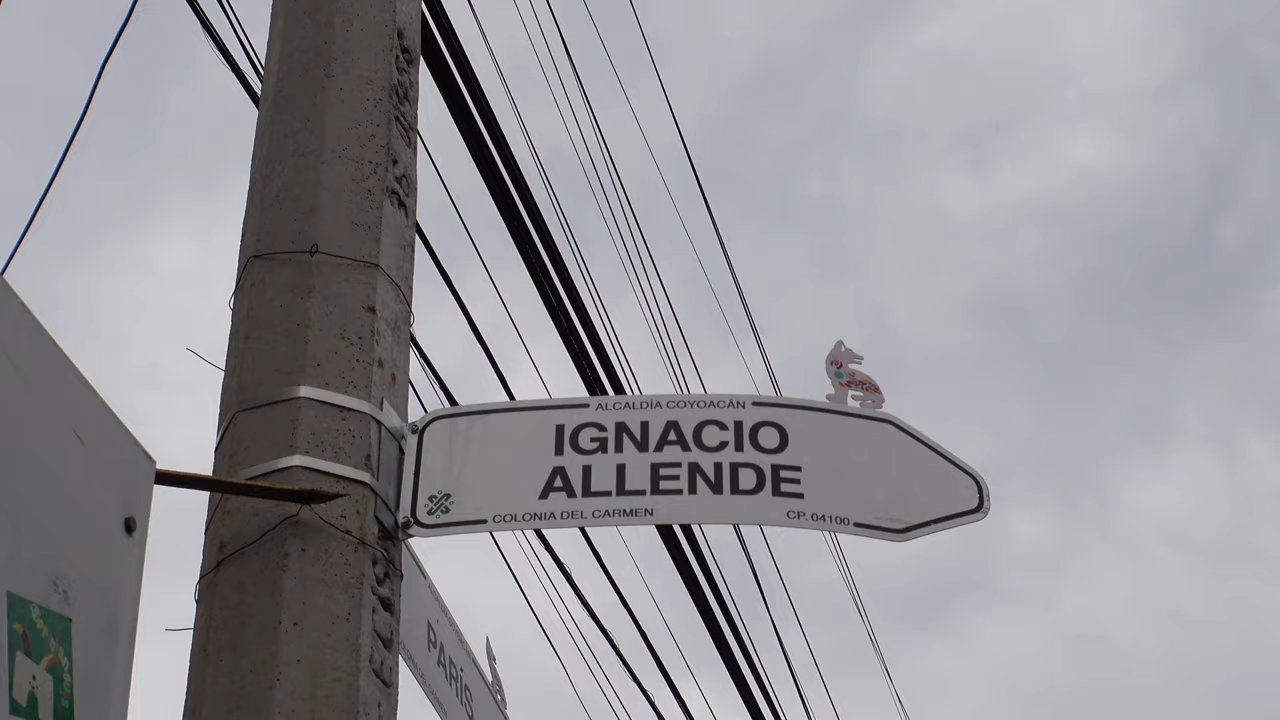 ALCALDÍA COYOACÁN
IGNACIO
ALLENDE
COLONIA DEL CARMEN
CP. 04100
PARÍS